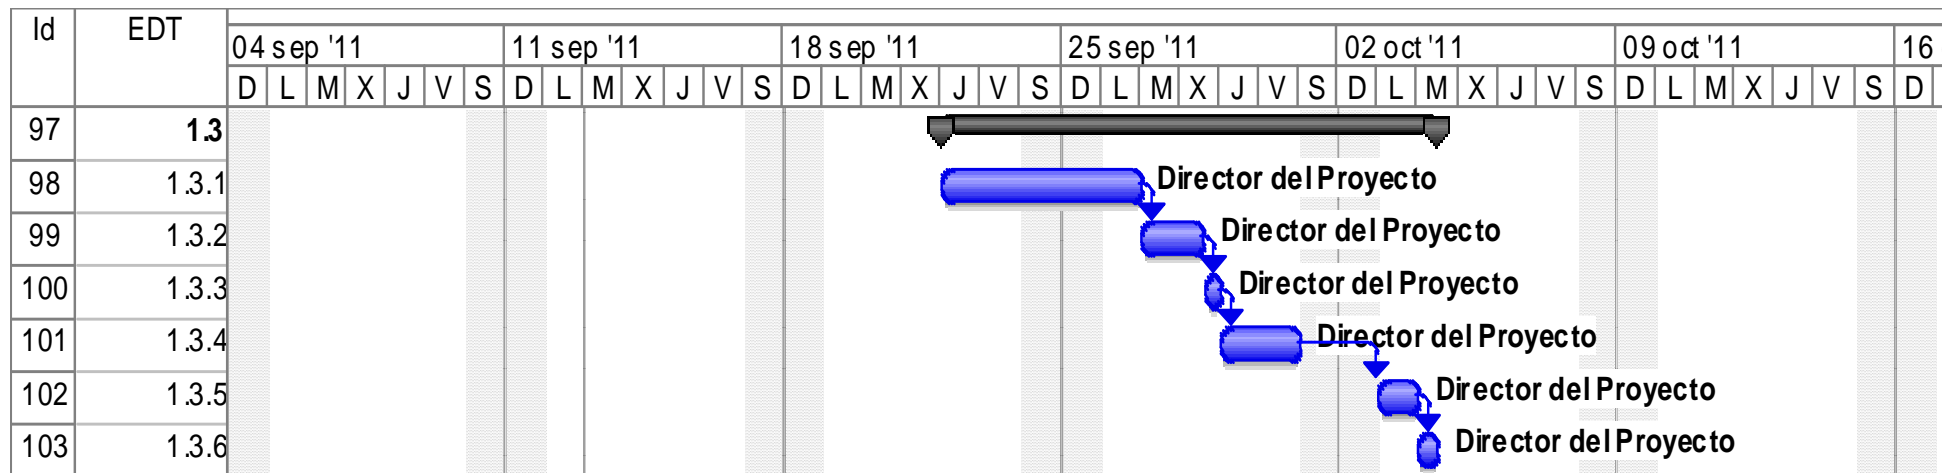 Id EDT
04 sep '11 11 sep '11 18 sep '11 25 sep '11 02 oct '11 09 oct '11 16
D L M X J V S D L M X J V S D L M X J V S D L M X J V S D L M X J V S D L M X J V S D
97 1.3
98 1.3.1 Director del Proyecto
99 1.3.2 Director del Proyecto
100 1.3.3 Director del Proyecto
101 1.3.4 Director del Proyecto
102 1.3.5 Director del Proyecto
103 1.3.6 Director del Proyecto